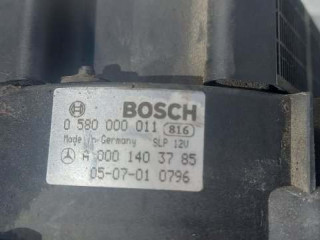 BOSCH
0 580 000 011 816
Made in Germany SLP 12V
A 000 140 37 85
05-07-01 0796